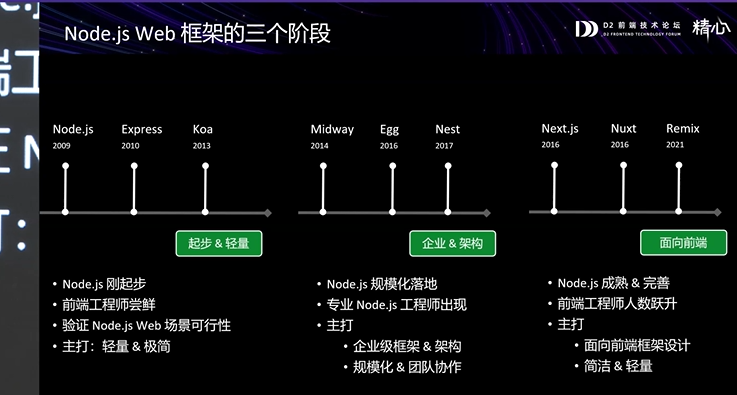 Node.js Web 框架的三个阶段
D2 前端技术论坛
D2 FRONTEND TECHNOLOGY FORUM
精心
Node.js
2009
Express
2010
Koa
2013
起步 & 轻量
• Node.js 刚起步
• 前端工程师尝鲜
• 验证 Node.js Web 场景可行性
• 主打：轻量 & 极简
Midway
2014
Egg
2016
Nest
2017
企业 & 架构
• Node.js 规模化落地
• 专业 Node.js 工程师出现
• 主打
• 企业级框架 & 架构
• 规模化 & 团队协作
Next.js
2016
Nuxt
2016
Remix
2021
面向前端
• Node.js 成熟 & 完善
• 前端工程师人数跃升
• 主打
• 面向前端框架设计
• 简洁 & 轻量